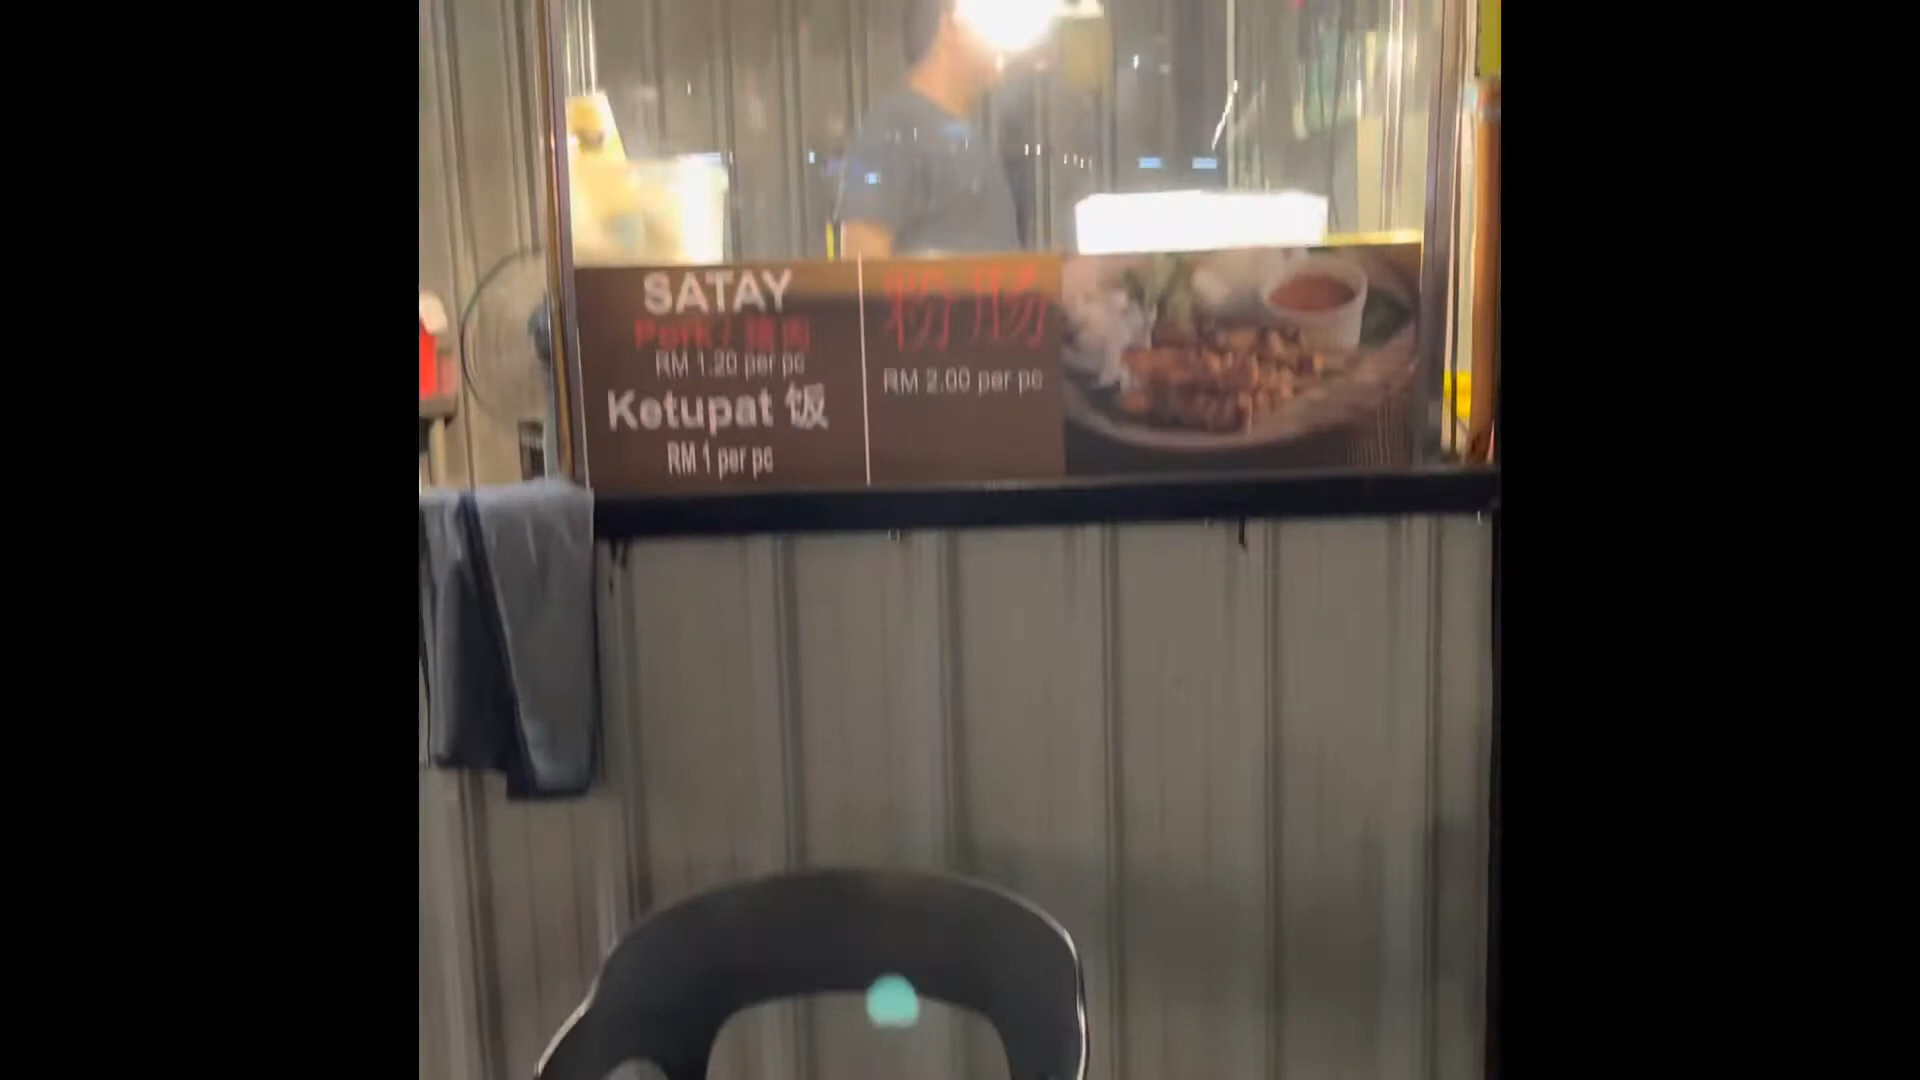 SATAY
Pork / 猪肉
RM 1.20 per pc
Ketupat 饭
RM 1 per pc
粉肠
RM 2.00 per pc